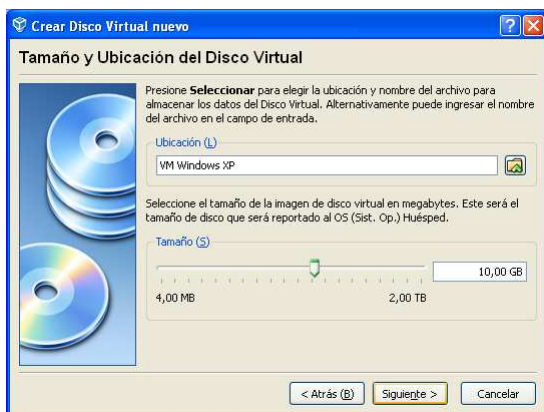 Crear Disco Virtual nuevo
Tamaño y Ubicación del Disco Virtual
Presione Seleccionar para elegir la ubicación y nombre del archivo para
almacenar los datos del Disco Virtual. Alternativamente puede ingresar el nombre
del archivo en el campo de entrada.
Ubicación (L)
VM Windows XP
Seleccione el tamaño de la imagen de disco virtual en megabytes. Este será el
tamaño de disco que será reportado al OS (Sist. Op.) Huésped.
Tamaño (S)
10,00 GB
4,00 MB 2,00 TB
< Atrás (B) Siguiente > Cancelar